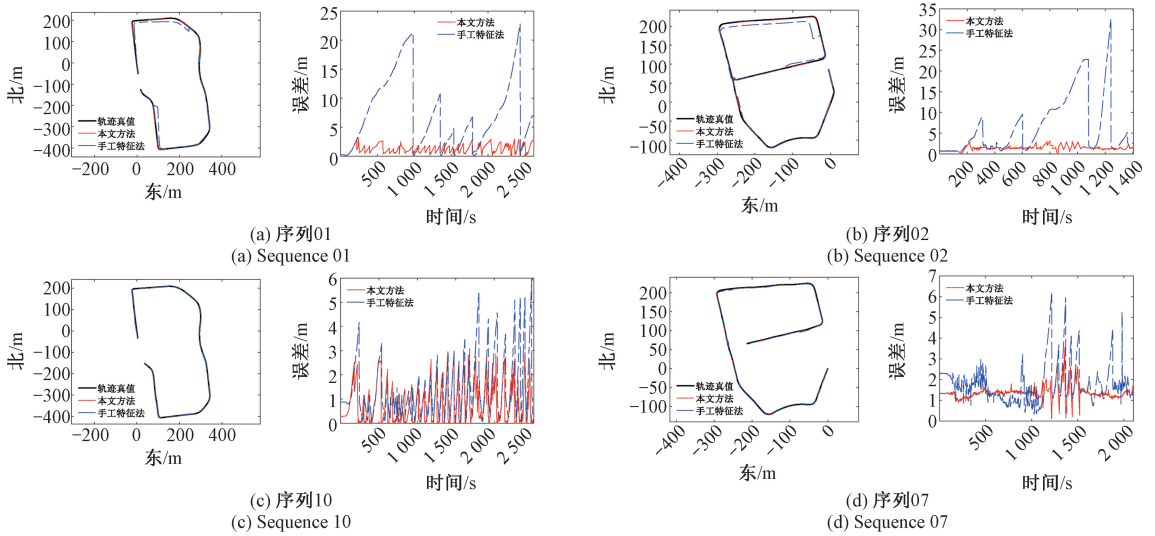 200
100
0
−100
−200
−300
−400
北/m
轨迹真值
本文方法
手工特征法
−200
0
200
400
东/m
25
20
15
10
5
0
误差/m
本文方法
手工特征法
500
1 000
1 500
2 000
2 500
时间/s
(a) 序列01
(a) Sequence 01
200
150
100
50
0
−50
−100
北/m
轨迹真值
本文方法
手工特征法
−400
−300
−200
−100
0
东/m
35
30
25
20
15
10
5
0
误差/m
本文方法
手工特征法
200
400
600
800
1 000
1 200
1 400
时间/s
(b) 序列02
(b) Sequence 02
200
100
0
−100
−200
−300
−400
北/m
轨迹真值
本文方法
手工特征法
−200
0
200
400
东/m
6
5
4
3
2
1
0
误差/m
本文方法
手工特征法
500
1 000
1 500
2 000
2 500
时间/s
(c) 序列10
(c) Sequence 10
200
150
100
50
0
−50
−100
北/m
轨迹真值
本文方法
手工特征法
−400
−300
−200
−100
0
东/m
7
6
5
4
3
2
1
0
误差/m
本文方法
手工特征法
500
1 000
1 500
2 000
时间/s
(d) 序列07
(d) Sequence 07